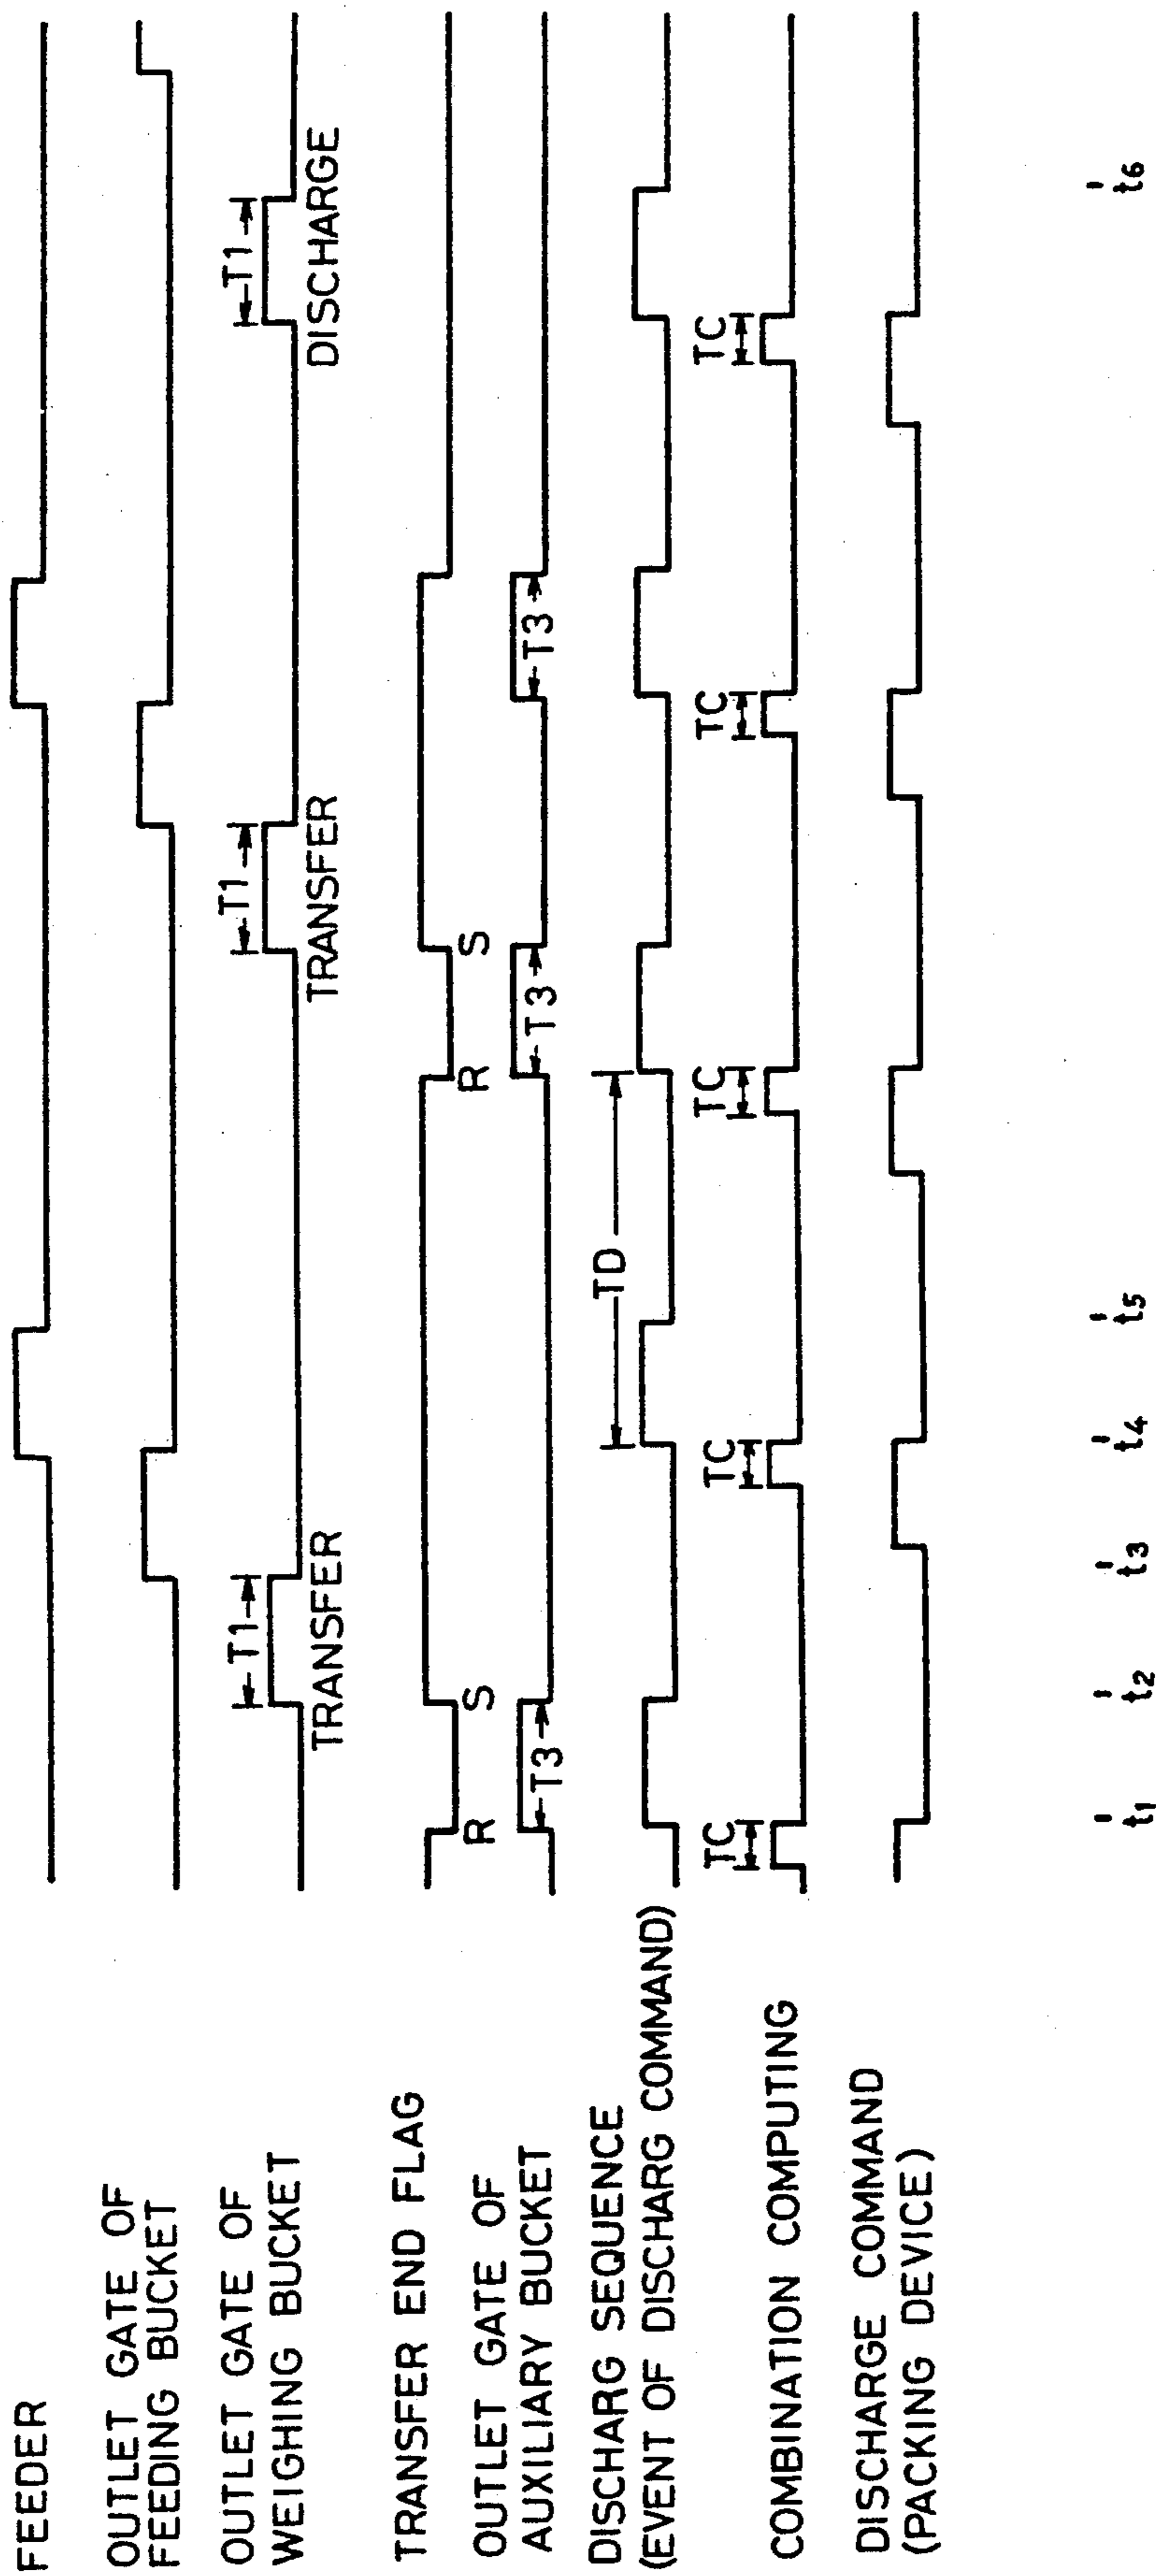 FEEDER
OUTLET GATE OF
FEEDING BUCKET
T1
T1
T1
OUTLET GATE OF
WEIGHING BUCKET
TRANSFER
TRANSFER
DISCHARGE
TRANSFER END FLAG
R
S
R
S
OUTLET GATE OF
AUXILIARY BUCKET
T3
T3
T3
DISCHARG SEQUENCE
(EVENT OF DISCHARG COMMAND)
TD
TC
TC
TC
TC
TC
COMBINATION COMPUTING
DISCHARGE COMMAND
(PACKING DEVICE)
t1
t2
t3
t4
t5
t6